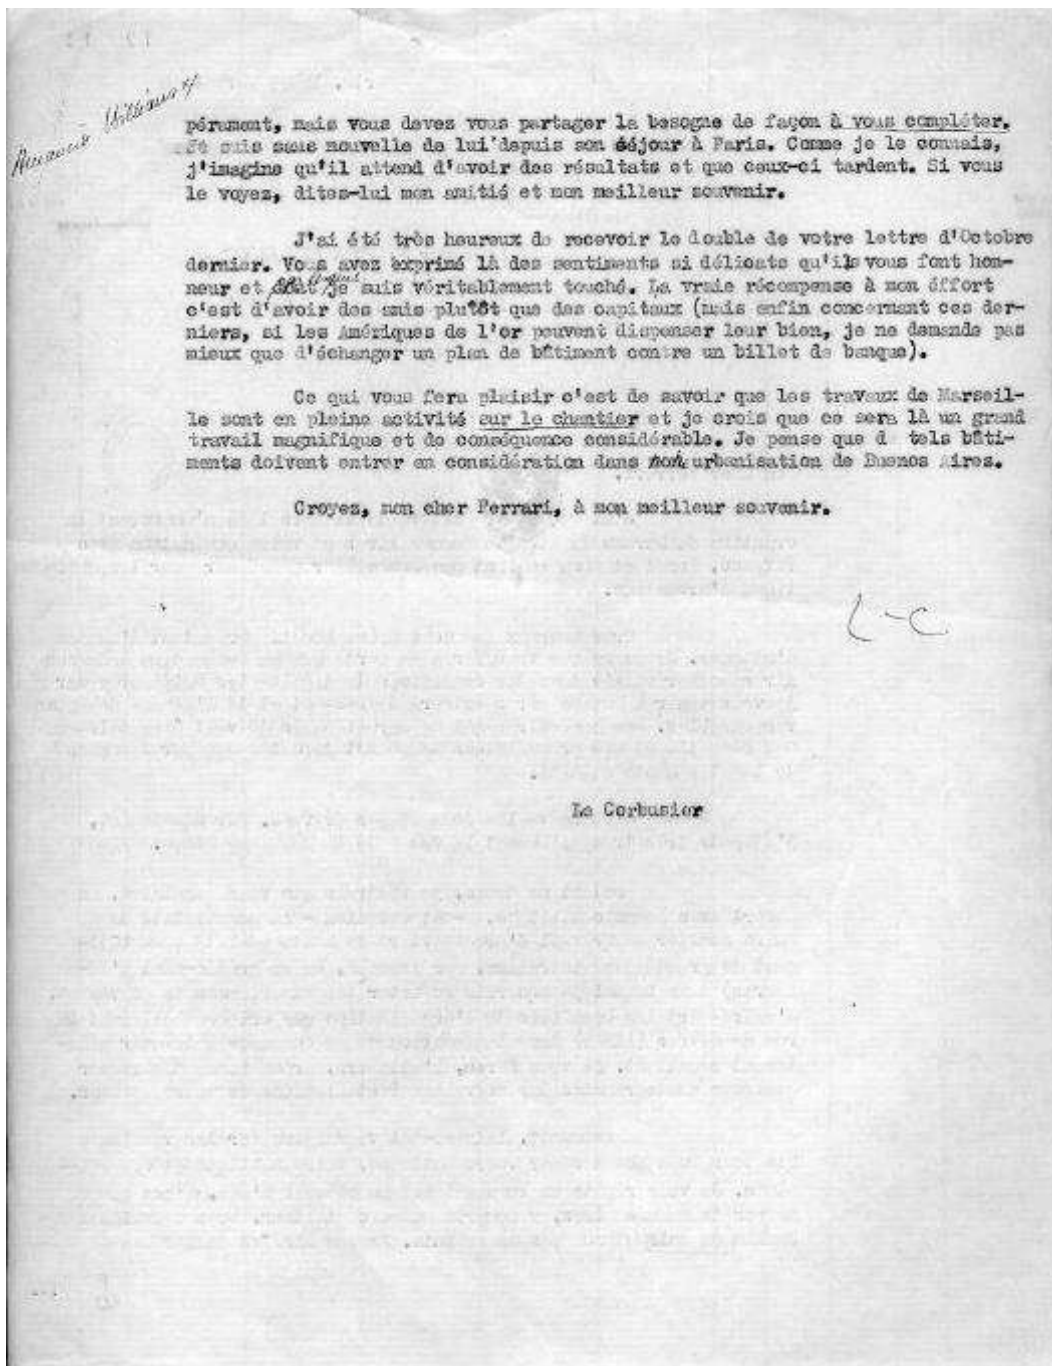 Amancio Williams
pérament, mais vous devez vous partager la besogne de façon à vous compléter.
Je suis sans nouvelle de lui depuis son séjour à Paris. Comme je le connais,
j'imagine qu'il attend d'avoir des résultats et que ceux-ci tardent. Si vous
le voyez, dites-lui mon amitié et mon meilleur souvenir.
J'ai été très heureux de recevoir le double de votre lettre d'Octobre
dernier. Vous avez exprimé là des sentiments si délicats qu'ils vous font hon-
neur et je suis véritablement touché. La vraie récompense à mon éffort
c'est d'avoir des amis plutôt que des capitaux (mais enfin concernant ces der-
niers, si les Amériques de l'or peuvent dispenser leur bien, je ne demande pas
mieux que d'échanger un plan de bâtiment contre un billet de banque).
Ce qui vous fera plaisir c'est de savoir que les travaux de Marseil-
le sont en pleine activité sur le chantier et je crois que ce sera là un grand
travail magnifique et de conséquence considérable. Je pense que d tels bâti-
ments doivent entrer en considération dans urbanisation de Buenos Aires.
Croyez, mon cher Ferrari, à mon meilleur souvenir.
L-C
Le Corbusier